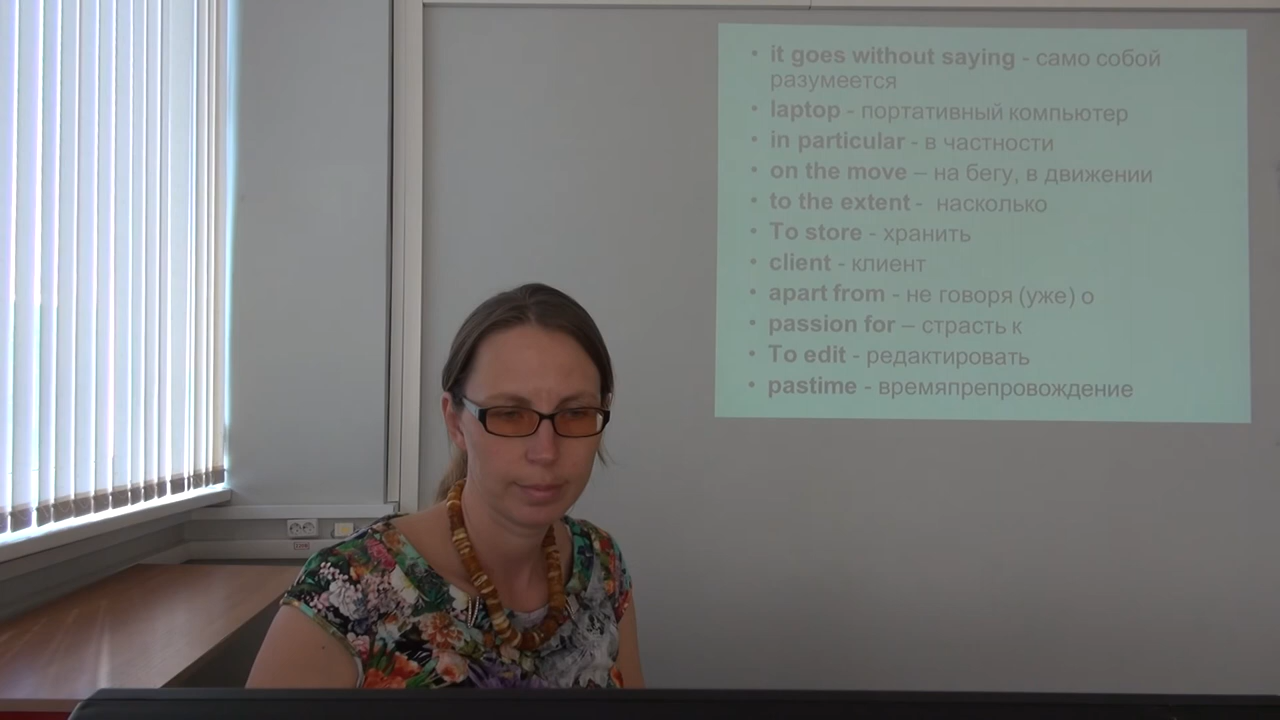 • it goes without saying - само собой
разумеется
• laptop - портативный компьютер
• in particular - в частности
• on the move – на бегу, в движении
• to the extent - насколько
• To store - хранить
• client - клиент
• apart from - не говоря (уже) о
• passion for – страсть к
• To edit - редактировать
• pastime - времяпрепровождение